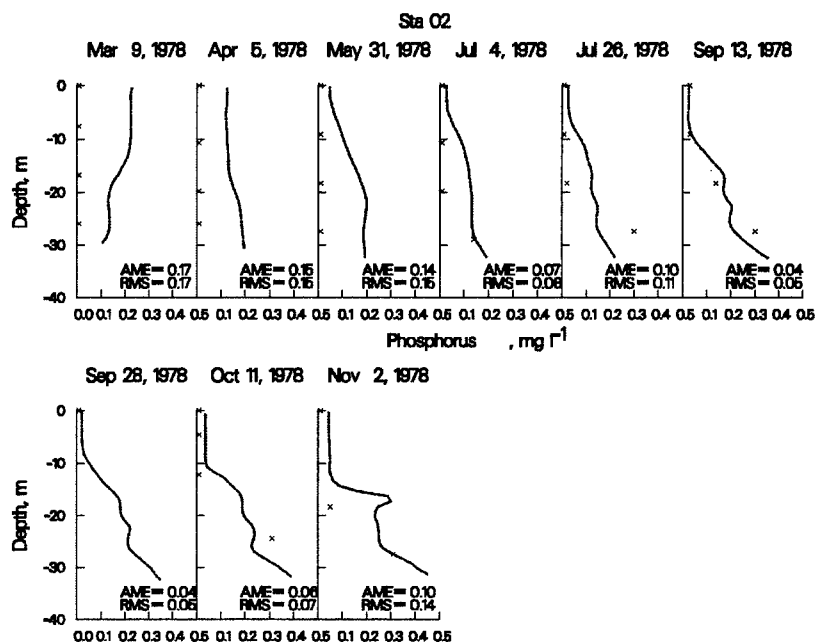 Sta 02
Mar 9, 1978 Apr 5, 1978 May 31, 1978 Jul 4, 1978 Jul 26, 1978 Sep 13, 1978
0
-10
-20
-30
-40
Depth, m
AME = 0.17 AME = 0.15 AME = 0.14 AME = 0.07 AME = 0.10 AME = 0.04
RMS = 0.17 RMS = 0.15 RMS = 0.15 RMS = 0.08 RMS = 0.11 RMS = 0.05
0.0 0.1 0.2 0.3 0.4 0.5 0.1 0.2 0.3 0.4 0.5 0.1 0.2 0.3 0.4 0.5 0.1 0.2 0.3 0.4 0.5 0.1 0.2 0.3 0.4 0.5 0.1 0.2 0.3 0.4 0.5
Phosphorus , mg l⁻¹
Sep 28, 1978 Oct 11, 1978 Nov 2, 1978
0
-10
-20
-30
-40
Depth, m
AME = 0.04 AME = 0.06 AME = 0.10
RMS = 0.05 RMS = 0.07 RMS = 0.14
0.0 0.1 0.2 0.3 0.4 0.5 0.1 0.2 0.3 0.4 0.5 0.1 0.2 0.3 0.4 0.5